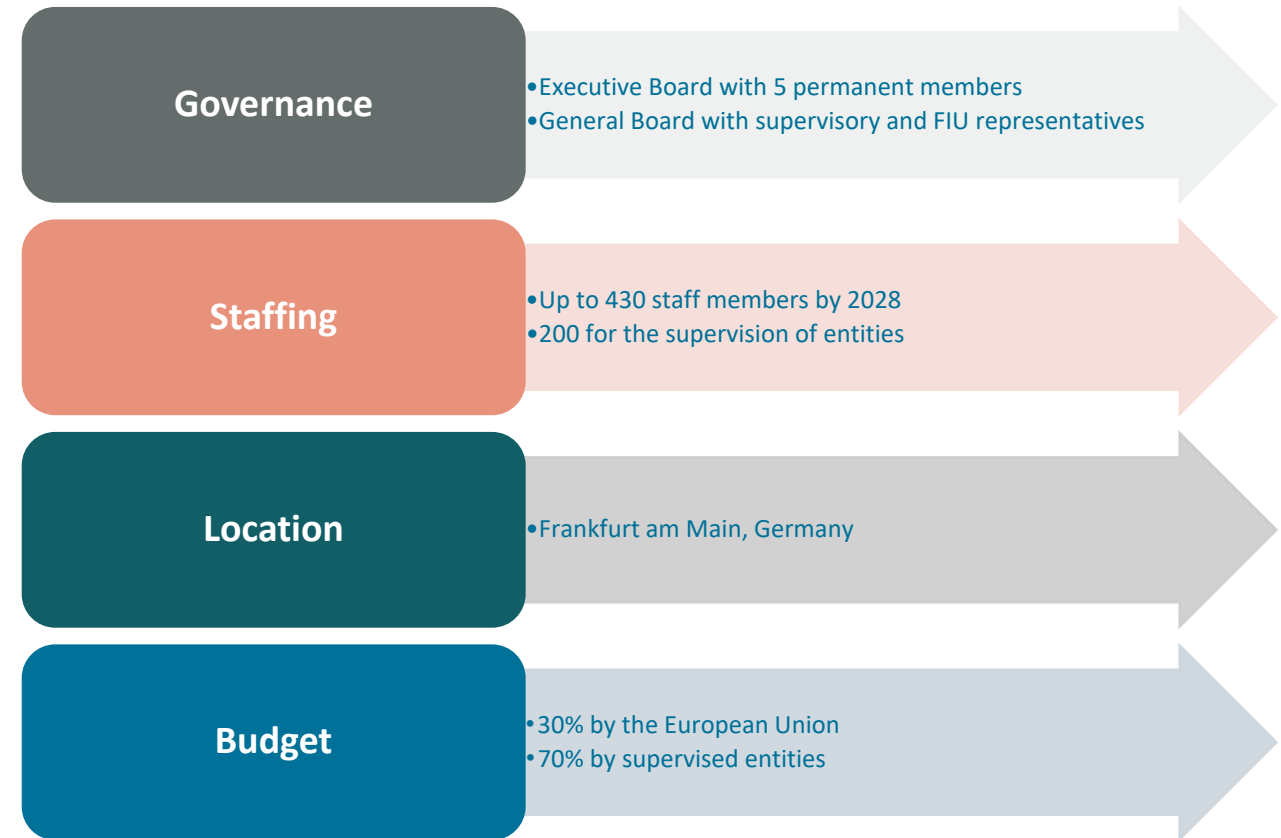 Governance
•Executive Board with 5 permanent members
•General Board with supervisory and FIU representatives
Staffing
•Up to 430 staff members by 2028
•200 for the supervision of entities
Location
•Frankfurt am Main, Germany
Budget
•30% by the European Union
•70% by supervised entities